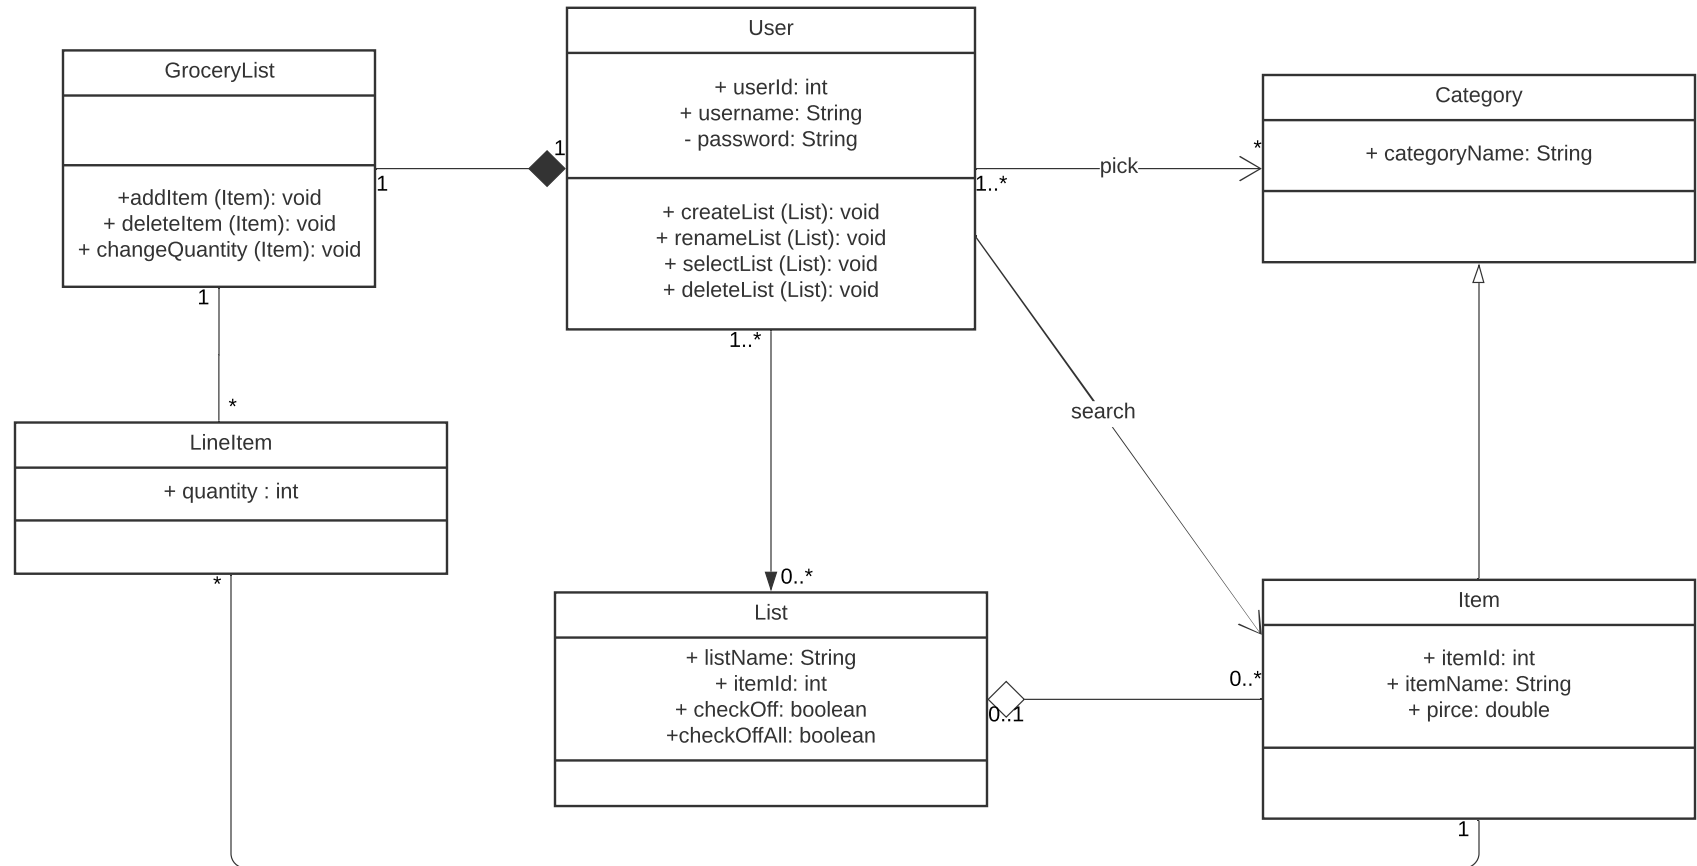 User
+ userId: int
+ username: String
- password: String
+ createList (List): void
+ renameList (List): void
+ selectList (List): void
+ deleteList (List): void
GroceryList
+addItem (Item): void
+ deleteItem (Item): void
+ changeQuantity (Item): void
1
1
Category
+ categoryName: String
1..*
pick
*
1
*
LineItem
+ quantity : int
*
1..*
0..*
search
List
+ listName: String
+ itemId: int
+ checkOff: boolean
+checkOffAll: boolean
0..1
0..*
Item
+ itemId: int
+ itemName: String
+ pirce: double
1